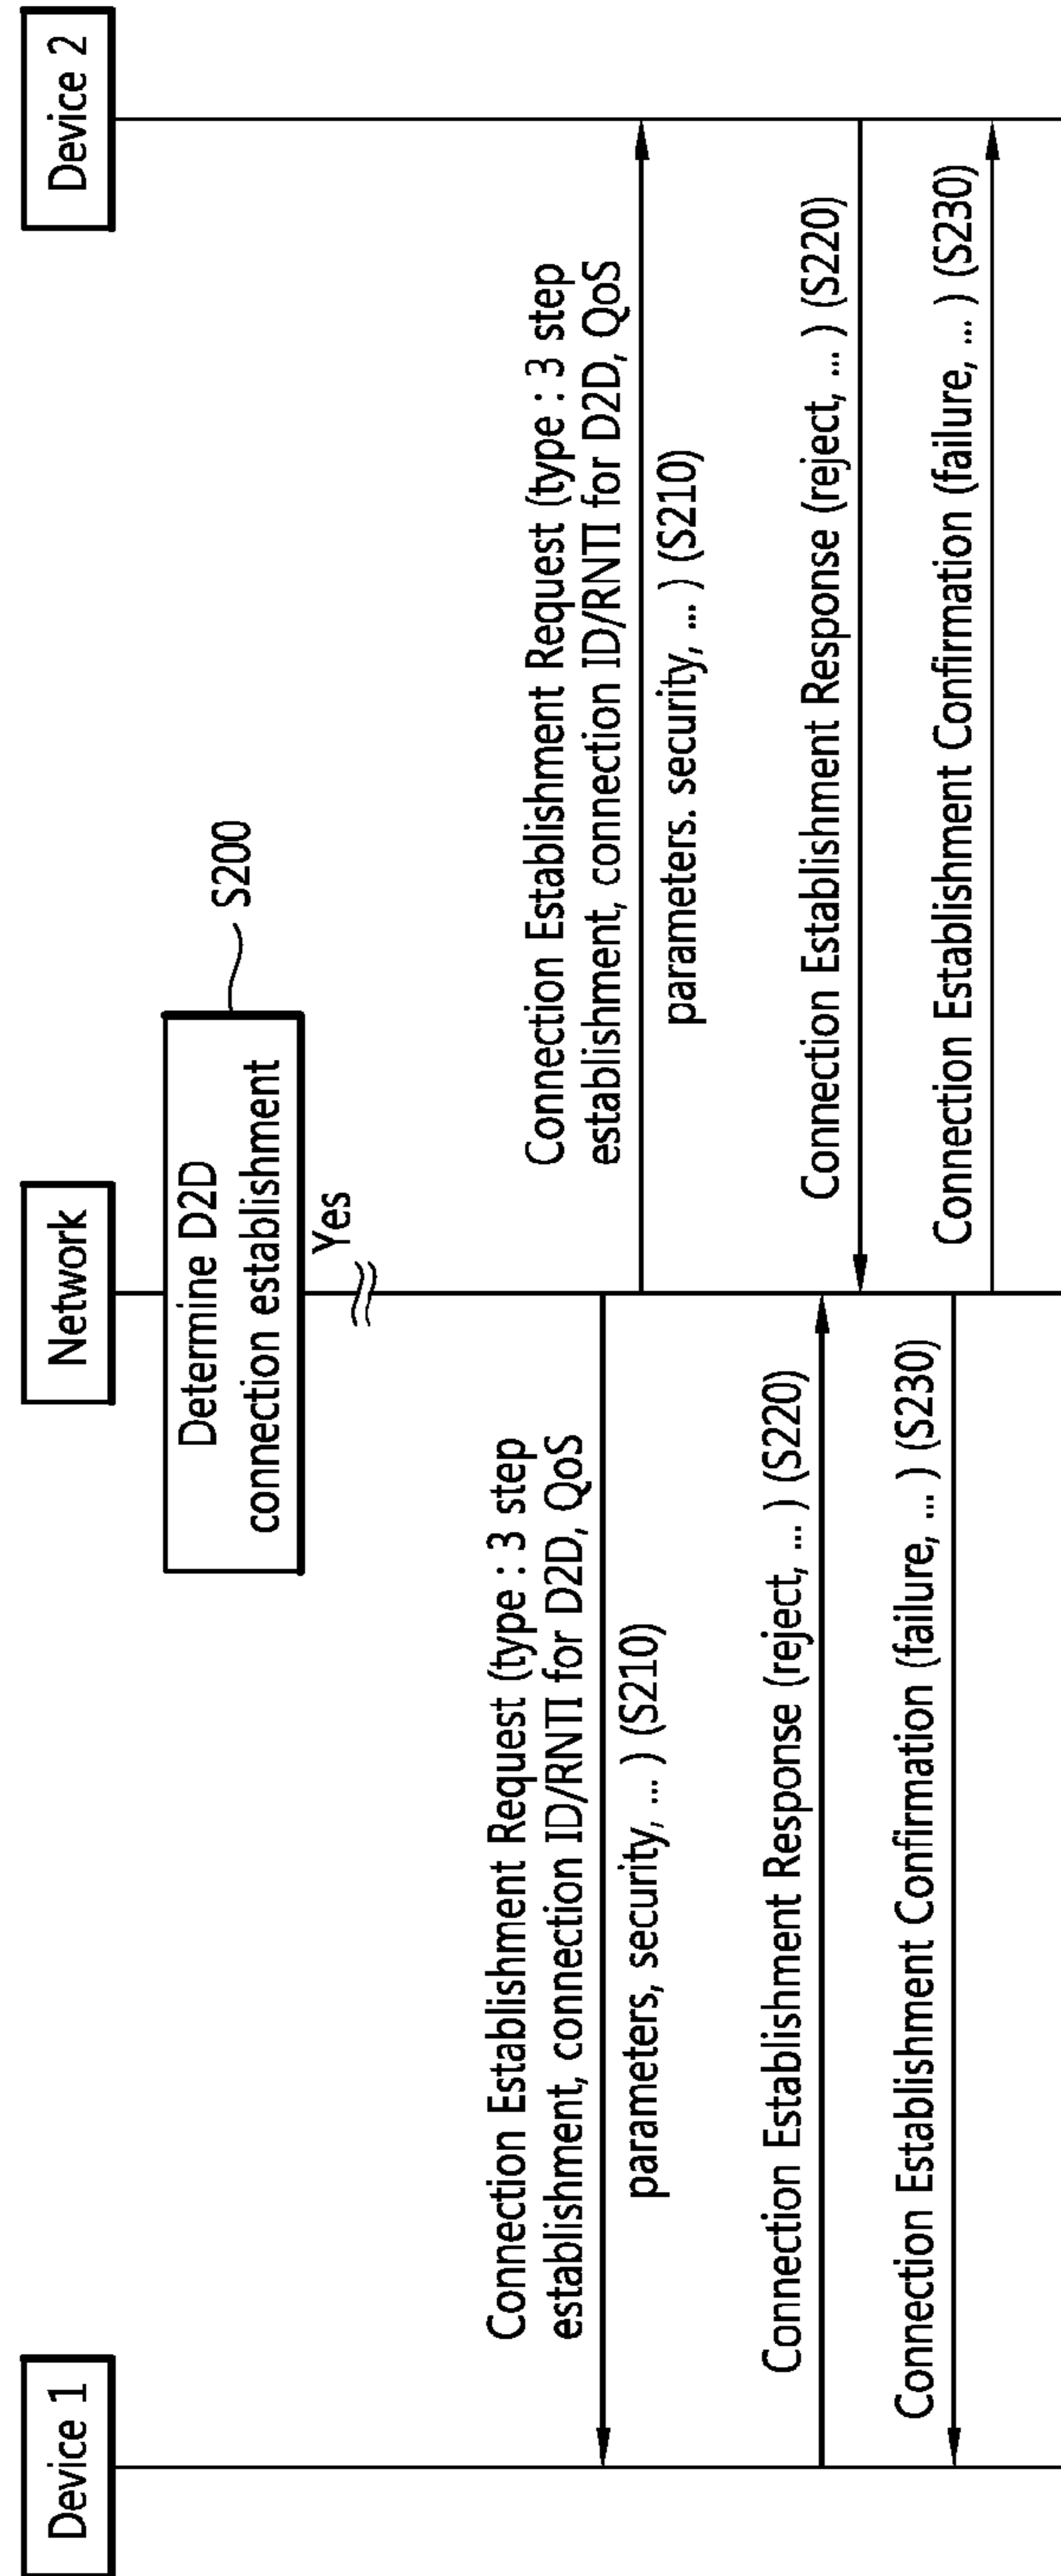 Device 1
Network
Device 2
Determine D2D
connection establishment
S200
Yes
Connection Establishment Request (type : 3 step
establishment, connection ID/RNTI for D2D, QoS
parameters, security, ... ) (S210)
Connection Establishment Request (type : 3 step
establishment, connection ID/RNTI for D2D, QoS
parameters. security, ... ) (S210)
Connection Establishment Response (reject, ... ) (S220)
Connection Establishment Response (reject, ... ) (S220)
Connection Establishment Confirmation (failure, ... ) (S230)
Connection Establishment Confirmation (failure, ... ) (S230)